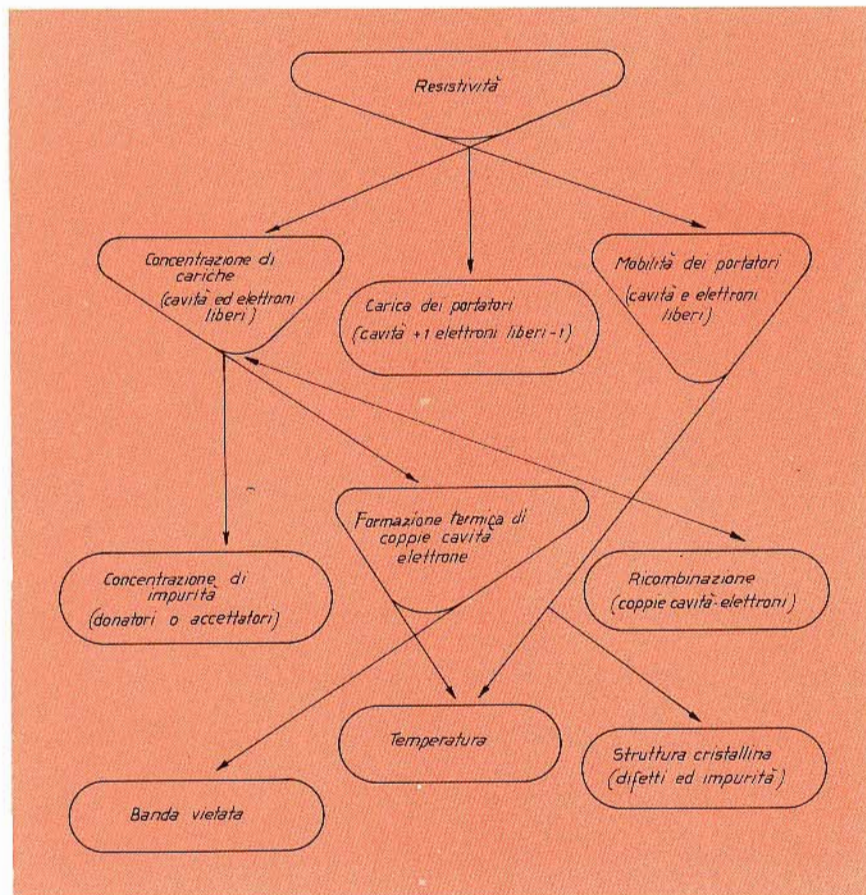 Resistività
Concentrazione di
cariche
(cavità ed elettroni
liberi)
Carica dei portatori
(cavità +1 elettroni liberi -1)
Mobilità dei portatori
(cavità e elettroni
liberi)
Formazione termica di
coppie cavità
elettrone
Concentrazione di
impurità
(donatori o accettatori)
Ricombinazione
(coppie cavità-elettroni)
Temperatura
Struttura cristallina
(difetti ed impurità)
Banda vietata